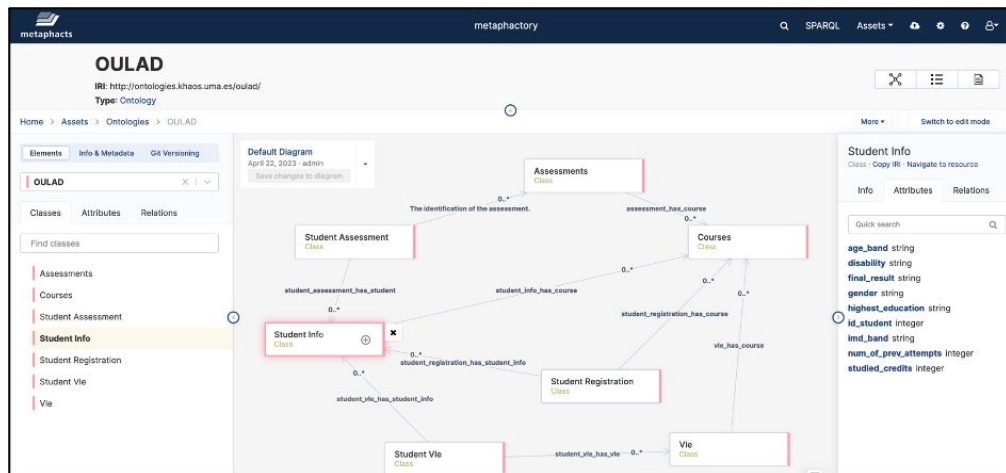 metaphacts
metaphactory
SPARQL
Assets
OULAD
IRI: http://ontologies.khaos.uma.es/oulad/
Type: Ontology
Home > Assets > Ontologies > OULAD
More
Switch to edit mode
Elements
Info & Metadata
Git Versioning
OULAD
Classes
Attributes
Relations
Find classes
Assessments
Courses
Student Assessment
Student Info
Student Registration
Student Vle
Vle
Default Diagram
April 22, 2023 · admin
Save changes to diagram
Assessments
Class
0..*
The identification of the assessment.
assessment_has_course
0..*
Student Assessment
Class
Courses
Class
0..*
0..*
0..*
student_assessment_has_student
student_info_has_course
0..*
student_registration_has_course
Student Info
Class
vle_has_course
0..*
student_registration_has_student_info
0..*
Student Registration
Class
student_vle_has_student_info
Student Vle
Class
student_vle_has_vle
0..*
Vle
Class
Student Info
Class · Copy IRI · Navigate to resource
Info
Attributes
Relations
Quick search
age_band string
disability string
final_result string
gender string
highest_education string
id_student integer
imd_band string
num_of_prev_attempts integer
studied_credits integer